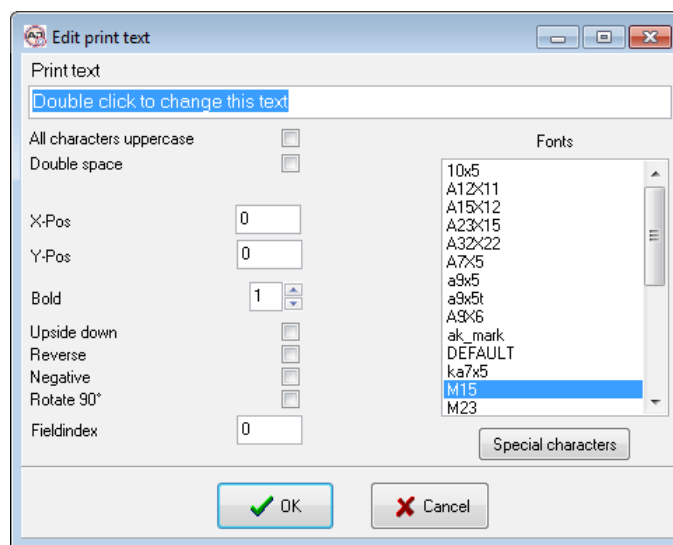 Edit print text
Print text
Double click to change this text
All characters uppercase
Double space
X-Pos 0
Y-Pos 0
Bold 1
Upside down
Reverse
Negative
Rotate 90°
Fieldindex 0
Fonts
10x5
A12X11
A15X12
A23X15
A32X22
A7X5
a9x5
a9x5t
A9X6
ak_mark
DEFAULT
ka7x5
M15
M23
Special characters
OK Cancel